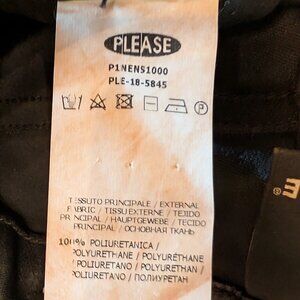 PLEASE
P1NENS1000
PLE-18-5845
TESSUTO PRINCIPALE / EXTERNAL
FABRIC / TISSU EXTERNE / TEJIDO
PRINCIPAL / HAUPTGEWEBE / TECIDO
PRINCIPAL / ОСНОВНАЯ ТКАНЬ
100% POLIURETANICA /
POLYURETHANE / POLYURÉTHANE
/ POLIURETANO / POLYURETHAN /
POLIURETANO / ПОЛИУРЕТАН
E®